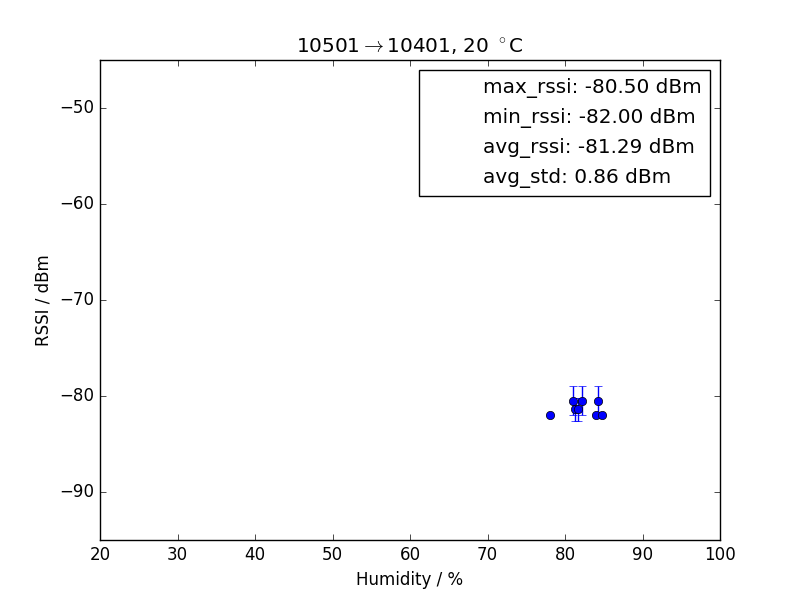 10501→10401, 20 °C
max_rssi: -80.50 dBm
min_rssi: -82.00 dBm
avg_rssi: -81.29 dBm
avg_std: 0.86 dBm
−50
−60
−70
−80
−90
RSSI / dBm
20 30 40 50 60 70 80 90 100
Humidity / %